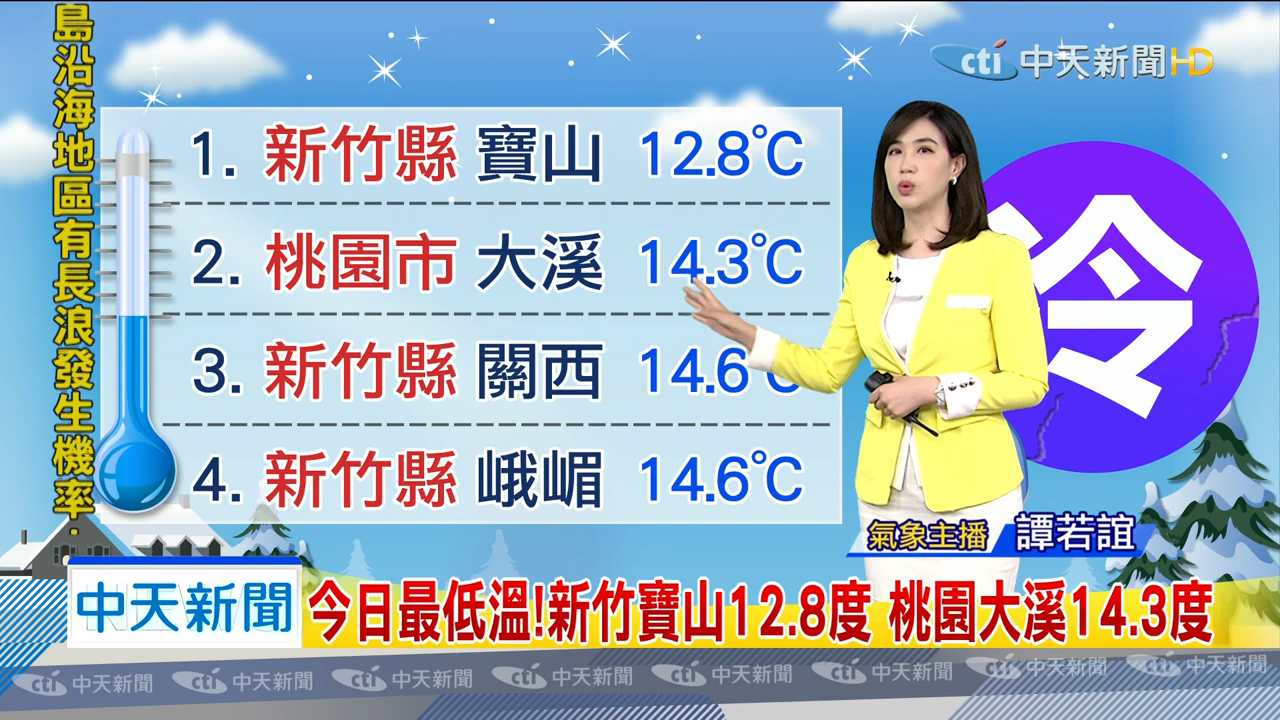 島沿海地區有長浪發生機率.
cti 中天新聞HD
1. 新竹縣 寶山 12.8℃
2. 桃園市 大溪 14.3℃
3. 新竹縣 關西 14.6℃
4. 新竹縣 峨嵋 14.6℃
冷
氣象主播 譚若誼
中天新聞
今日最低溫!新竹寶山12.8度 桃園大溪14.3度
cti 中天新聞 cti 中天新聞 cti 中天新聞 cti 中天新聞 cti 中天新聞 cti 中天新聞 cti 中天新聞 cti 中天新聞